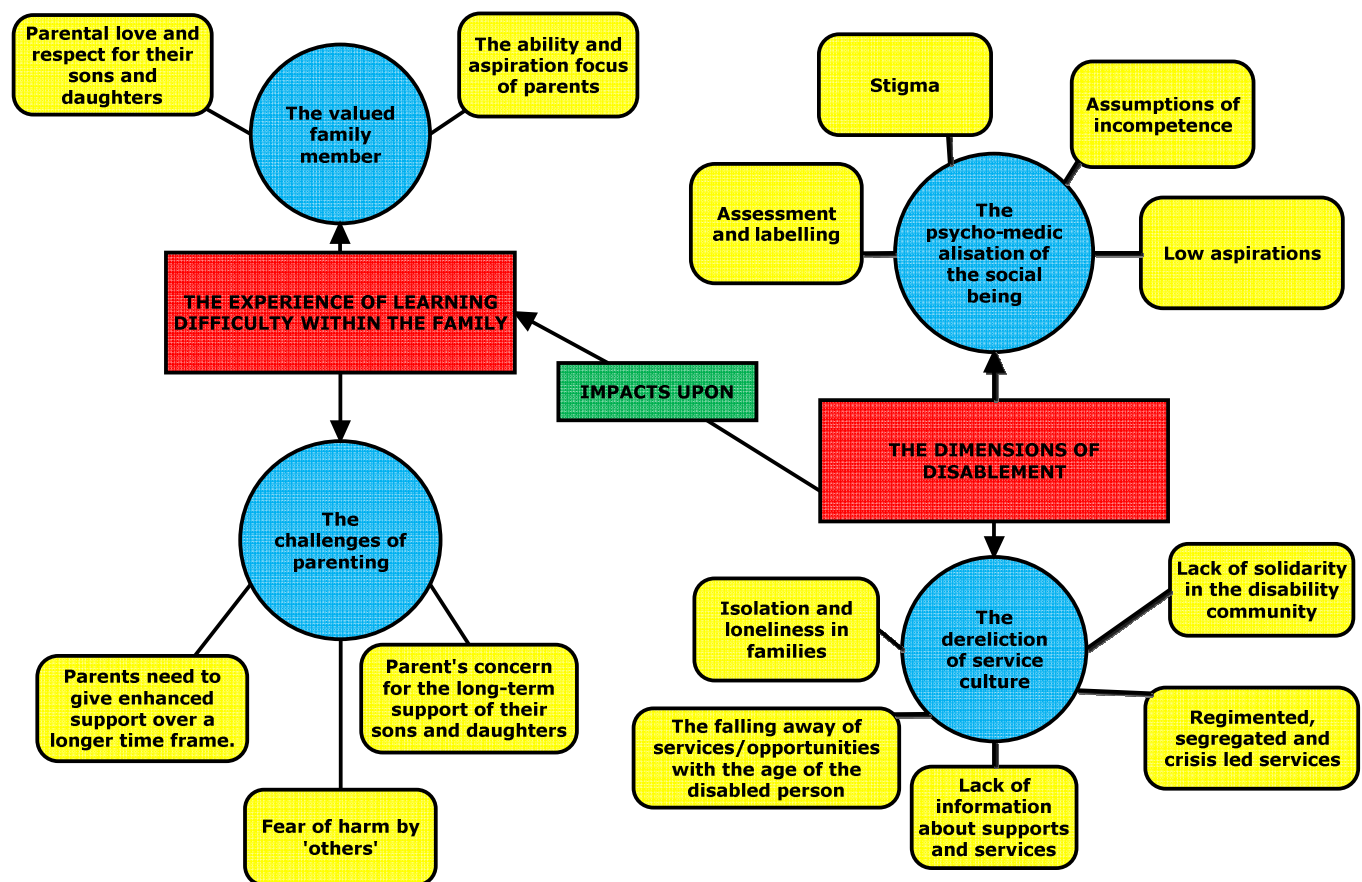 Parental love and
respect for their
sons and
daughters
The valued
family
member
The ability and
aspiration focus
of parents
THE EXPERIENCE OF LEARNING
DIFFICULTY WITHIN THE FAMILY
The
challenges of
parenting
Parents need to
give enhanced
support over a
longer time frame.
Fear of harm by
'others'
Parent's concern
for the long-term
support of their
sons and daughters
IMPACTS UPON
Stigma
Assumptions of
incompetence
Assessment
and labelling
The
psycho-medic
alisation of
the social
being
Low aspirations
THE DIMENSIONS OF
DISABLEMENT
Isolation and
loneliness in
families
The
dereliction
of service
culture
Lack of solidarity
in the disability
community
The falling away of
services/opportunities
with the age of the
disabled person
Lack of
information
about supports
and services
Regimented,
segregated and
crisis led services